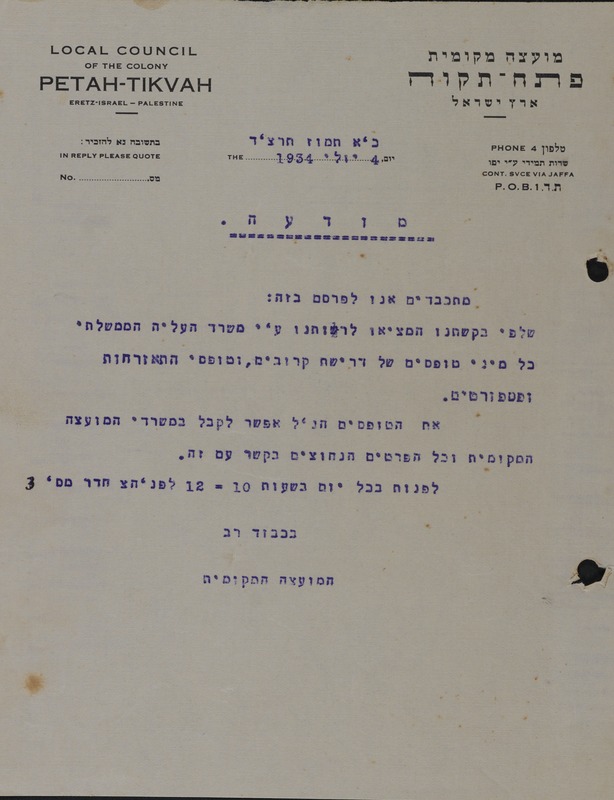 LOCAL COUNCIL
OF THE COLONY
PETAH-TIKVAH
ERETZ-ISRAEL — PALESTINE
מועצה מקומית
פתח-תקוה
ארץ ישראל
בתשובה נא להזכיר:
IN REPLY PLEASE QUOTE
No. ..................... מס.
כ'א תמוז תרצ'ד
THE ........ 4 יולי 1934 ........ יום.
PHONE 4 טלפון
שרות תמידי ע"י יפו
CONT. SVCE VIA JAFFA
P.O.B.1. ת.ד.
מ ו ד ע ה .
מתכבדים אנו לפרסם בזה:
שלפי בקשתנו המציאו לרשותנו ע'י משרד העליה הממשלתי
כל מיני טופסים של דרישת קרובים,וטופסי התאזרחות
ופספורטים.
את הטופסים הנ'ל אפשר לקבל במשרדי המועצה
המקומית וכל הפרטים הנחוצים בקשר עם זה.
לפנות בכל יום בשעות 10 = 12 לפנ'הצ חדר מס' 3
בכבוד רב
המועצה המקומית